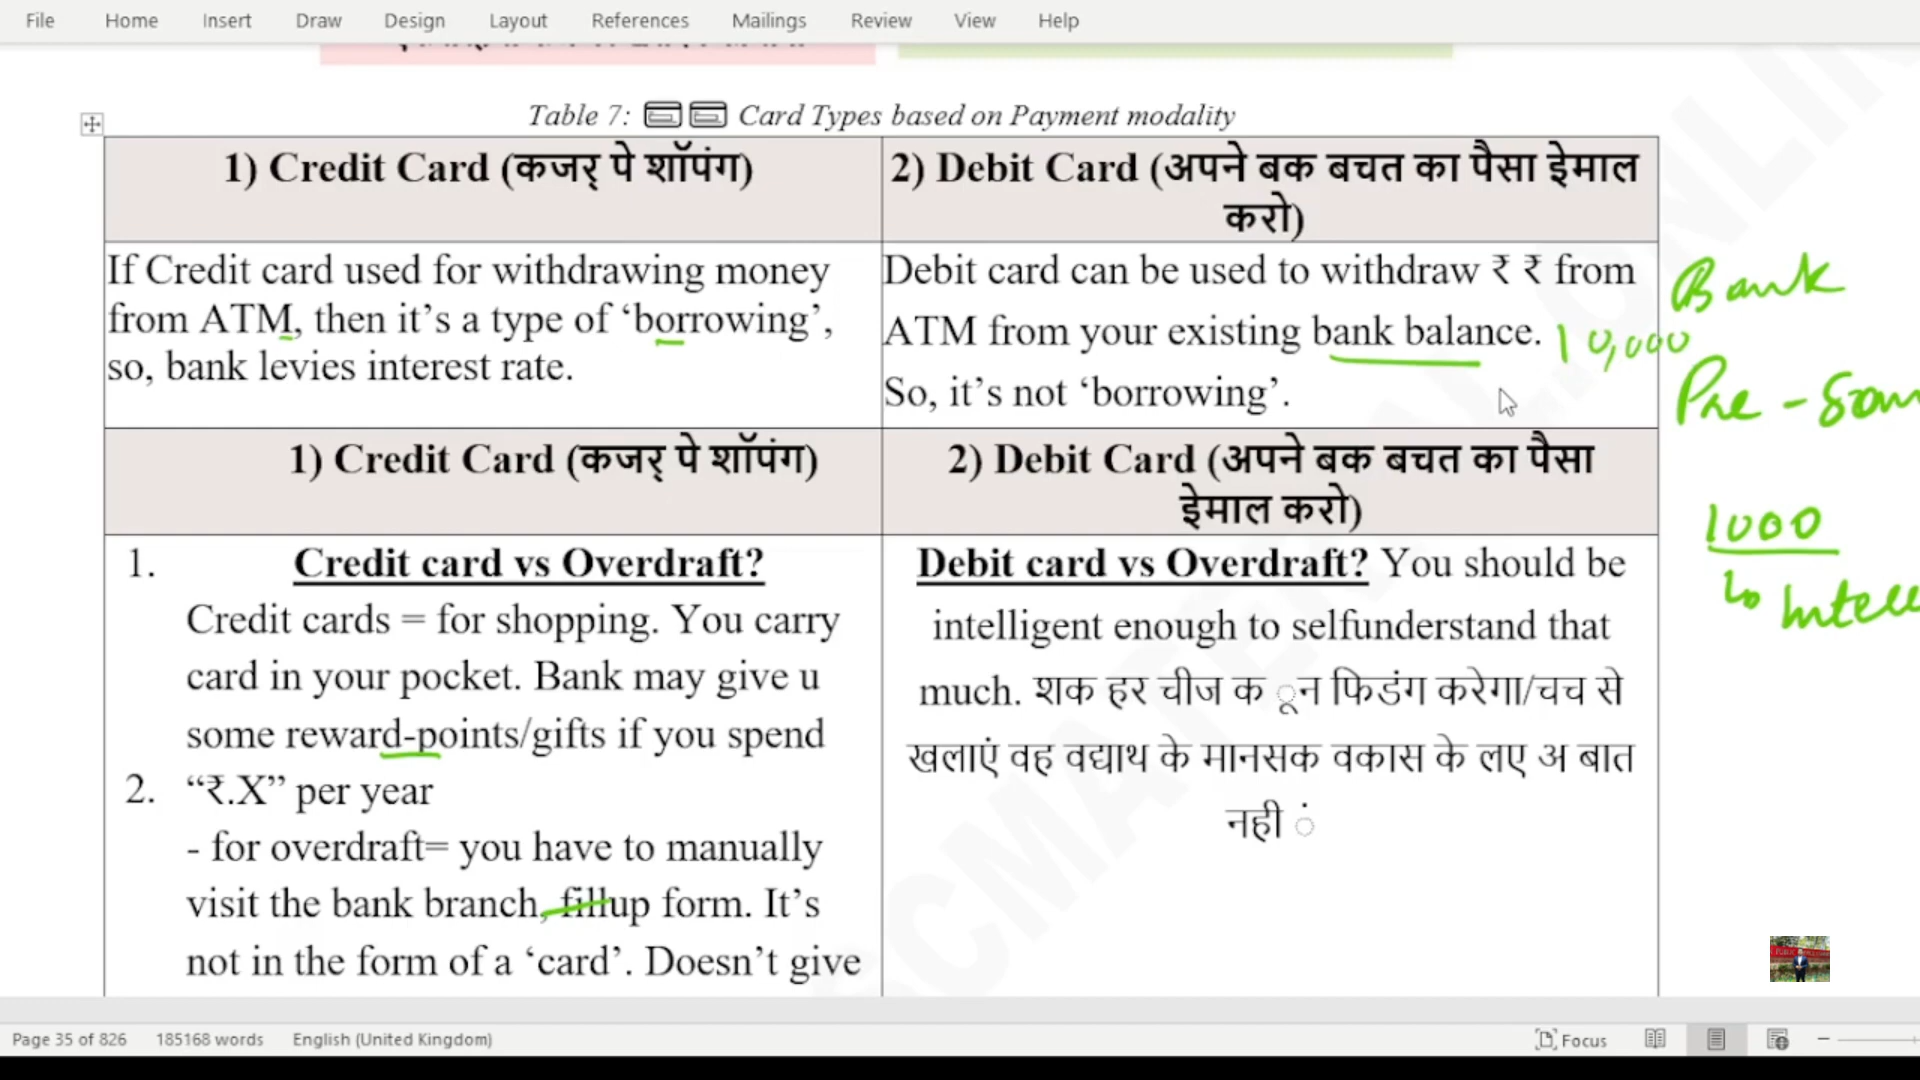 File Home Insert Draw Design Layout References Mailings Review View Help
Table 7: Card Types based on Payment modality
1) Credit Card (कजर् पे शॉपंग)
2) Debit Card (अपने बक बचत का पैसा इेमाल
करो)
If Credit card used for withdrawing money
from ATM, then it’s a type of ‘borrowing’,
so, bank levies interest rate.
Debit card can be used to withdraw ₹ ₹ from
ATM from your existing bank balance.
So, it’s not ‘borrowing’.
Bank
10,000
Pre -
1) Credit Card (कजर् पे शॉपंग)
2) Debit Card (अपने बक बचत का पैसा
इेमाल करो)
1000
1. Credit card vs Overdraft?
Credit cards = for shopping. You carry
card in your pocket. Bank may give u
some reward-points/gifts if you spend
2. “₹.X” per year
- for overdraft= you have to manually
visit the bank branch, fillup form. It’s
not in the form of a ‘card’. Doesn’t give
Debit card vs Overdraft? You should be
intelligent enough to selfunderstand that
much. शक हर चीज क ून फिडंग करेगा/चच से
खलाएं वह वद्याथ के मानसक वकास के लए अ बात
नही ं
Page 35 of 826 185168 words English (United Kingdom) Focus